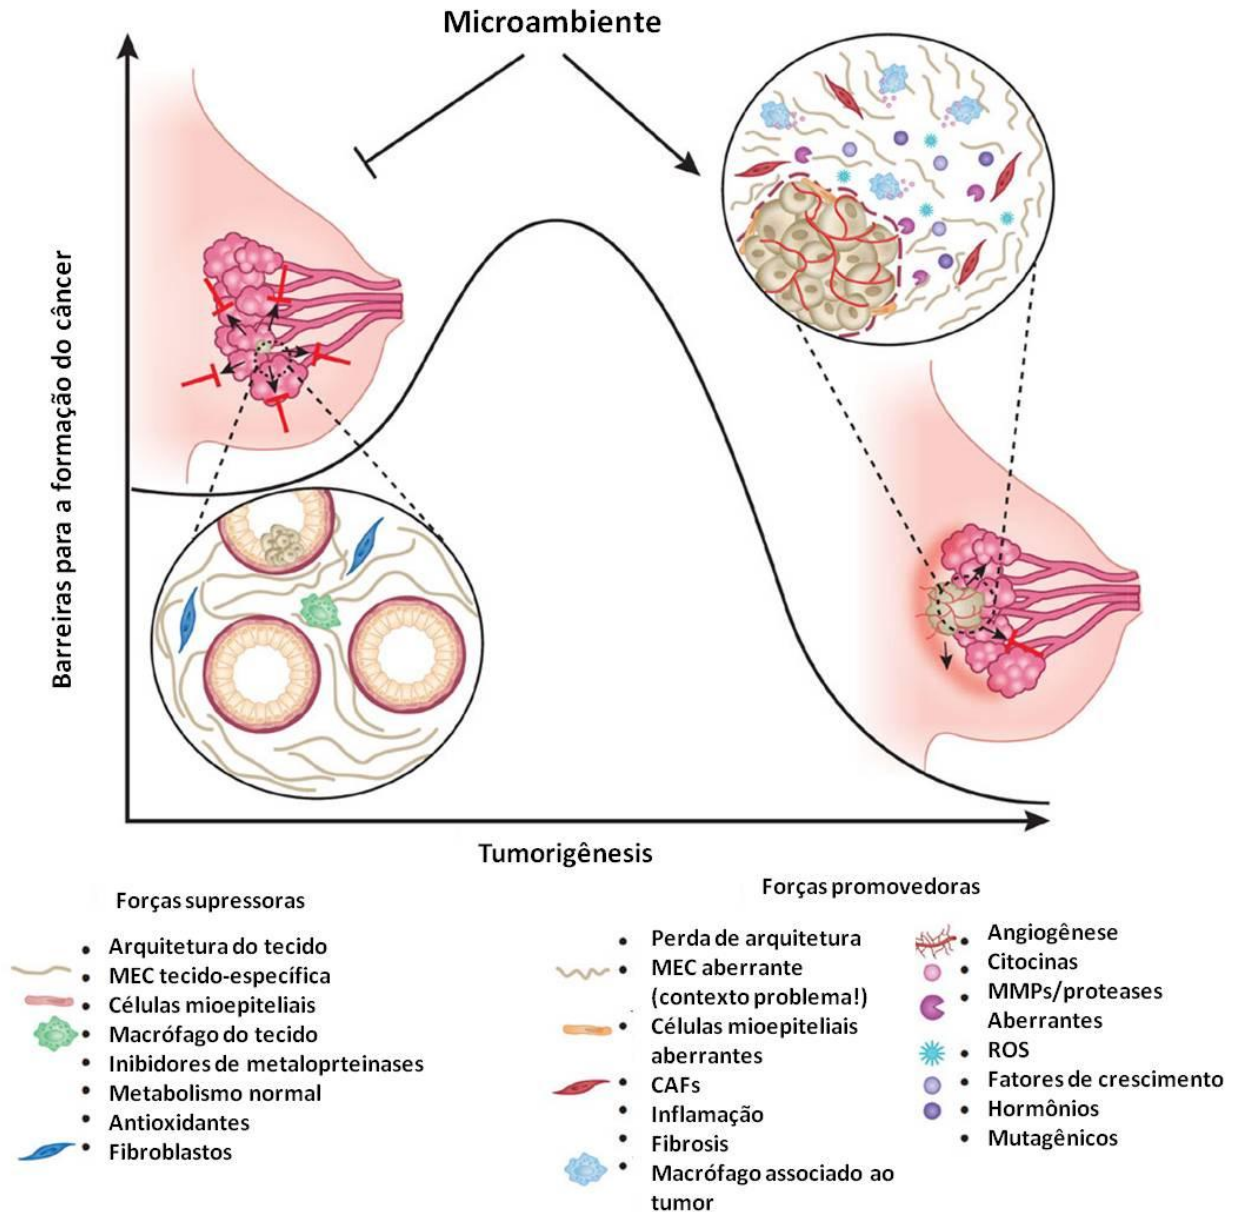 Microambiente
Barreiras para a formação do câncer
Tumorigênesis
Forças supressoras
• Arquitetura do tecido
• MEC tecido-específica
• Células mioepiteliais
• Macrófago do tecido
• Inibidores de metaloprteinases
• Metabolismo normal
• Antioxidantes
• Fibroblastos
Forças promovedoras
• Perda de arquitetura
• MEC aberrante
(contexto problema!)
• Células mioepiteliais
aberrantes
• CAFs
• Inflamação
• Fibrosis
• Macrófago associado ao
tumor
• Angiogênese
• Citocinas
• MMPs/proteases
Aberrantes
• ROS
• Fatores de crescimento
• Hormônios
• Mutagênicos